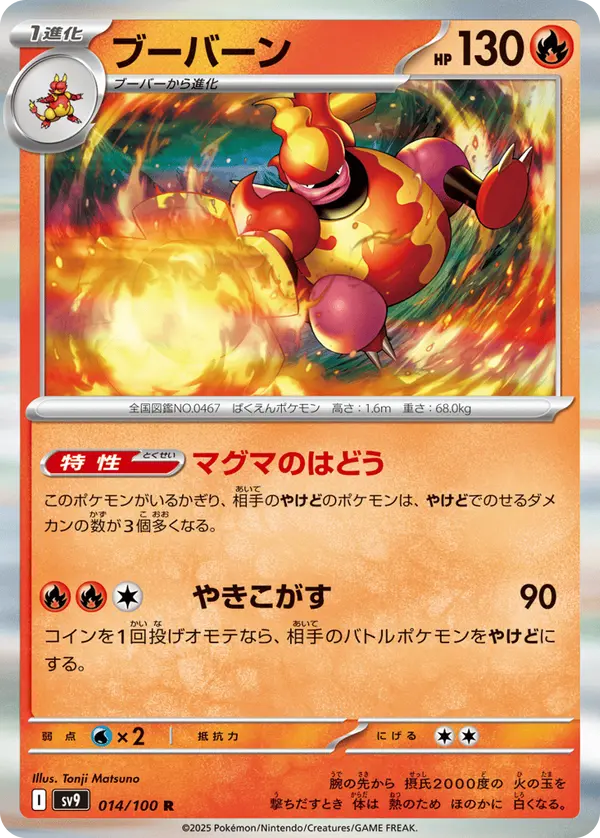 1進化
ブーバーン
HP 130
ブーバーから進化
全国図鑑NO.0467 ばくえんポケモン 高さ：1.6m 重さ：68.0kg
特性 とくせい マグマのはどう
このポケモンがいるかぎり、相手のやけどのポケモンは、やけどでのせるダメ
カンの数が3個多くなる。
やきこがす 90
コインを1回投げオモテなら、相手のバトルポケモンをやけどに
する。
弱点 ×2 抵抗力 にげる
Illus. Tonji Matsuno
I sv9 014/100 R
腕の先から 摂氏2000度の 火の玉を
撃ちだすとき 体は 熱のため ほのかに 白くなる。
©2025 Pokémon/Nintendo/Creatures/GAME FREAK.